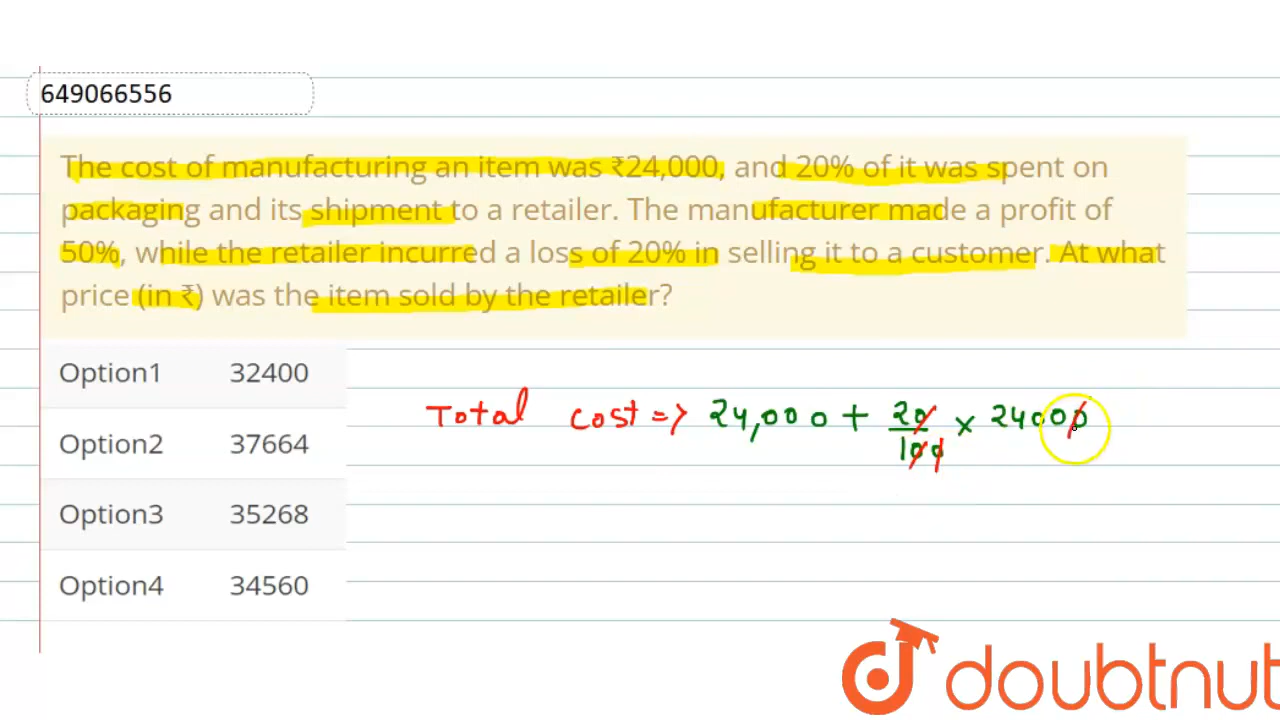 649066556
The cost of manufacturing an item was ₹24,000, and 20% of it was spent on
packaging and its shipment to a retailer. The manufacturer made a profit of
50%, while the retailer incurred a loss of 20% in selling it to a customer. At what
price (in ₹) was the item sold by the retailer?
Option1 32400
Option2 37664
Option3 35268
Option4 34560
Total cost => 24,000 + 20/100 × 24000
doubtnut